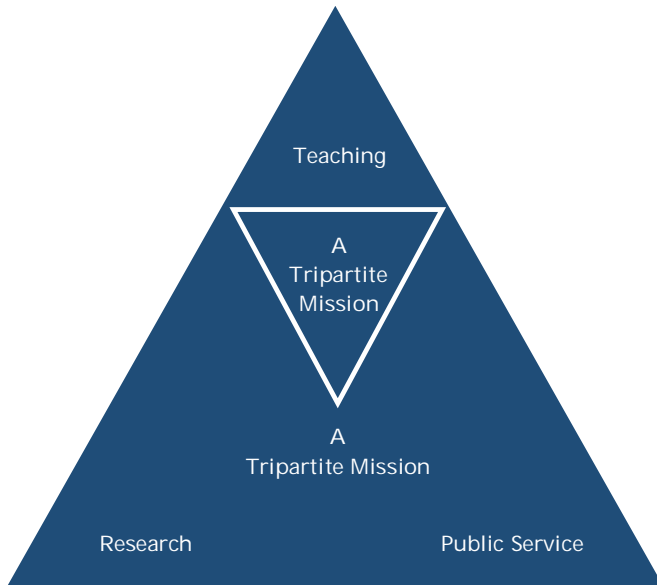 Teaching
A
Tripartite
Mission
A
Tripartite Mission
Research
Public Service